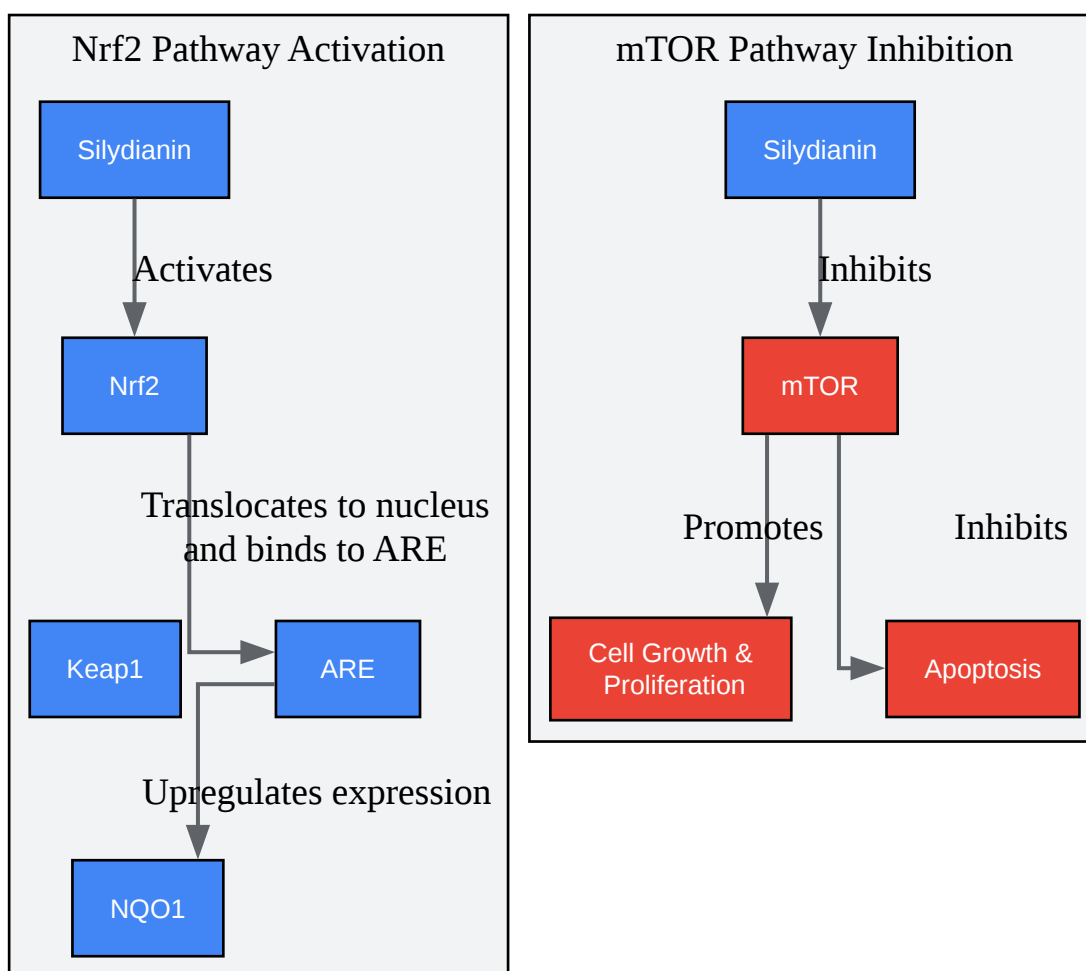 Nrf2 Pathway Activation
Silydianin
Activates
Nrf2
Translocates to nucleus
and binds to ARE
Keap1
ARE
Upregulates expression
NQO1
mTOR Pathway Inhibition
Silydianin
Inhibits
mTOR
Promotes
Inhibits
Cell Growth &
Proliferation
Apoptosis